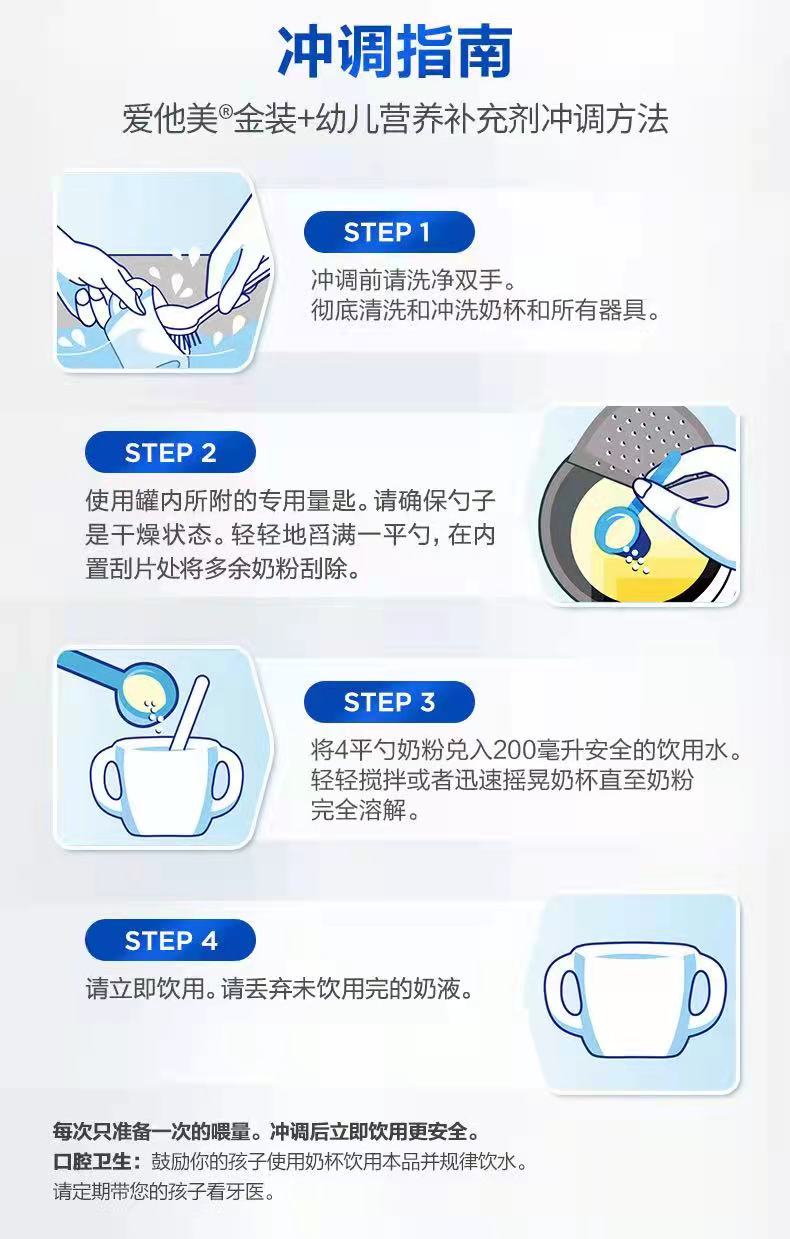 冲调指南
爱他美®金装+幼儿营养补充剂冲调方法
STEP 1
冲调前请洗净双手。
彻底清洗和冲洗奶杯和所有器具。
STEP 2
使用罐内所附的专用量匙。请确保勺子
是干燥状态。轻轻地舀满一平勺,在内
置刮片处将多余奶粉刮除。
STEP 3
将4平勺奶粉兑入200毫升安全的饮用水。
轻轻搅拌或者迅速摇晃奶杯直至奶粉
完全溶解。
STEP 4
请立即饮用。请丢弃未饮用完的奶液。
每次只准备一次的喂量。冲调后立即饮用更安全。
口腔卫生：鼓励你的孩子使用奶杯饮用本品并规律饮水。
请定期带您的孩子看牙医。